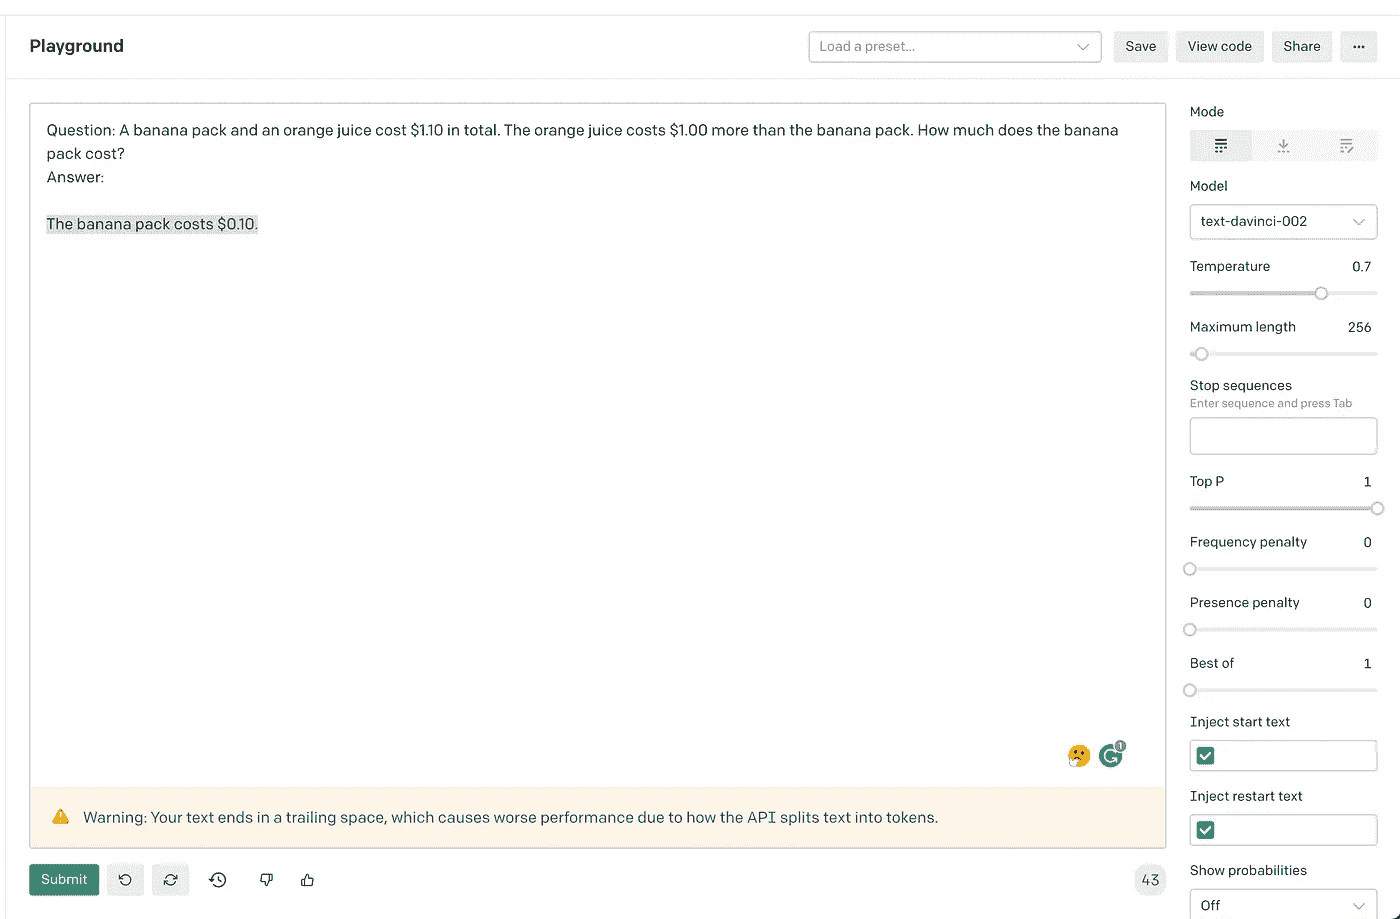 Playground
Load a preset...
Save
View code
Share
...
Question: A banana pack and an orange juice cost $1.10 in total. The orange juice costs $1.00 more than the banana pack. How much does the banana
pack cost?
Answer:
The banana pack costs $0.10.
Mode
Model
text-davinci-002
Temperature 0.7
Maximum length 256
Stop sequences
Enter sequence and press Tab
Top P 1
Frequency penalty 0
Presence penalty 0
Best of 1
Inject start text
Inject restart text
Show probabilities
Off
G 1
Warning: Your text ends in a trailing space, which causes worse performance due to how the API splits text into tokens.
Submit
43